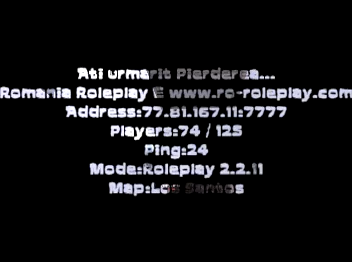 Ati urmarit Pierderea...
Romania Roleplay E www.ro-roleplay.com
Address:77.81.167.11:7777
Players:74 / 125
Ping:24
Mode:Roleplay 2.2.11
Map:Los Santos